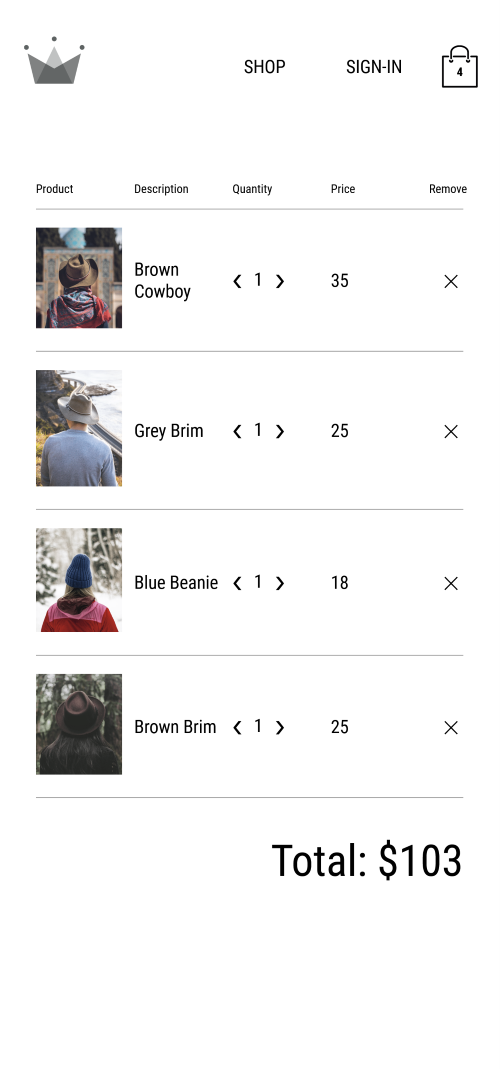 SHOP SIGN-IN 4
Product Description Quantity Price Remove
Brown
Cowboy ❮ 1 ❯ 35 ✕
Grey Brim ❮ 1 ❯ 25 ✕
Blue Beanie ❮ 1 ❯ 18 ✕
Brown Brim ❮ 1 ❯ 25 ✕
Total: $103